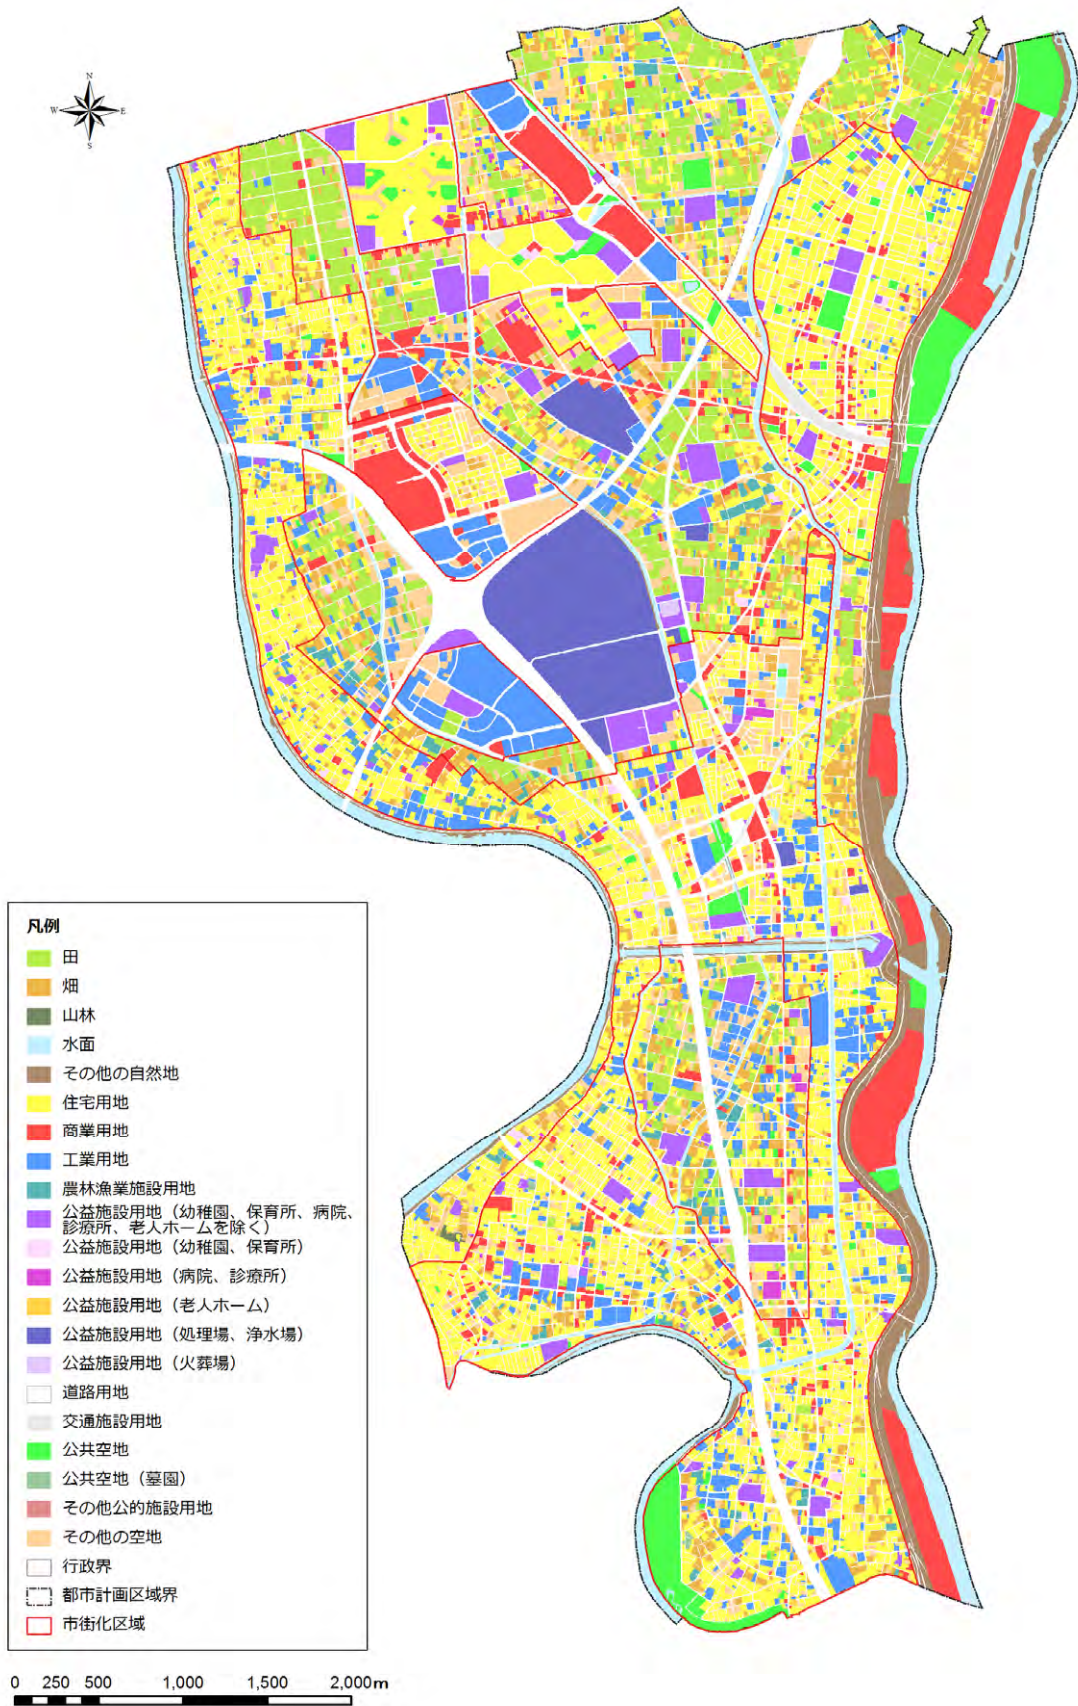 N
W
E
S
凡例
田
畑
山林
水面
その他の自然地
住宅用地
商業用地
工業用地
農林漁業施設用地
公益施設用地（幼稚園、保育所、病院、
診療所、老人ホームを除く）
公益施設用地（幼稚園、保育所）
公益施設用地（病院、診療所）
公益施設用地（老人ホーム）
公益施設用地（処理場、浄水場）
公益施設用地（火葬場）
道路用地
交通施設用地
公共空地
公共空地（墓園）
その他公的施設用地
その他の空地
行政界
都市計画区域界
市街化区域
0 250 500 1,000 1,500 2,000m